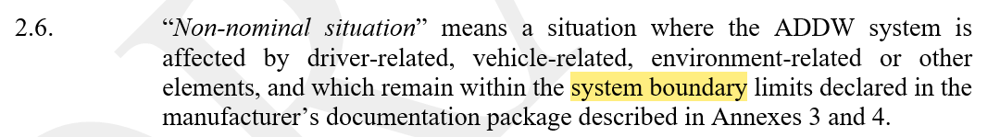 2.6. “Non-nominal situation” means a situation where the ADDW system is
affected by driver-related, vehicle-related, environment-related or other
elements, and which remain within the system boundary limits declared in the
manufacturer’s documentation package described in Annexes 3 and 4.